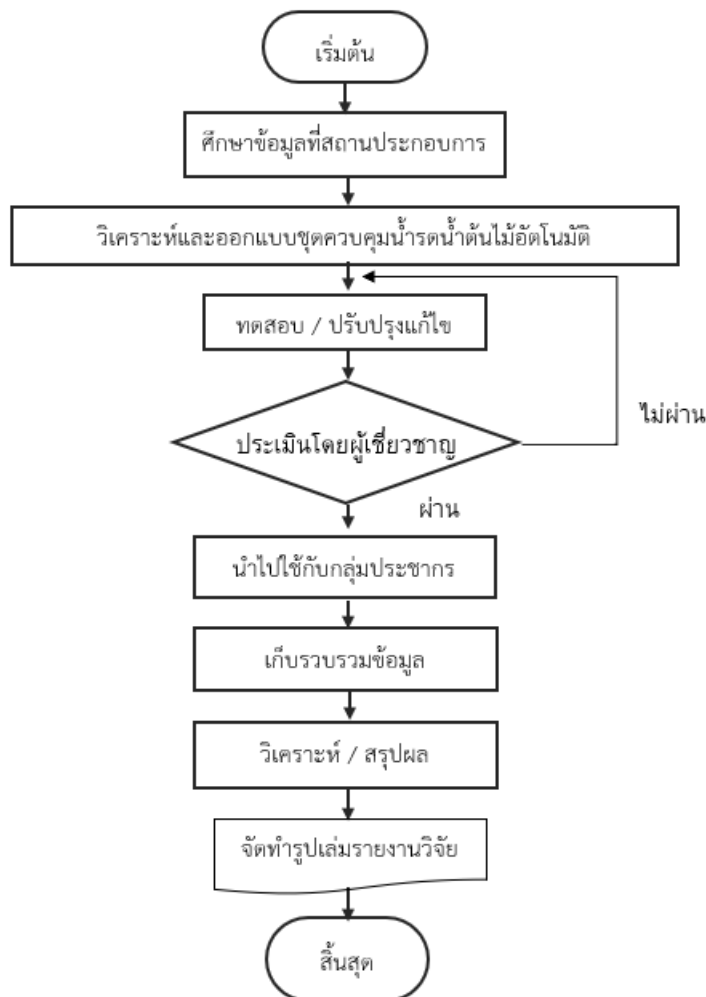 เริ่มต้น
ศึกษาข้อมูลที่สถานประกอบการ
วิเคราะห์และออกแบบชุดควบคุมน้ำรดน้ำต้นไม้อัตโนมัติ
ทดสอบ / ปรับปรุงแก้ไข
ประเมินโดยผู้เชี่ยวชาญ
ไม่ผ่าน
ผ่าน
นำไปใช้กับกลุ่มประชากร
เก็บรวบรวมข้อมูล
วิเคราะห์ / สรุปผล
จัดทำรูปเล่มรายงานวิจัย
สิ้นสุด